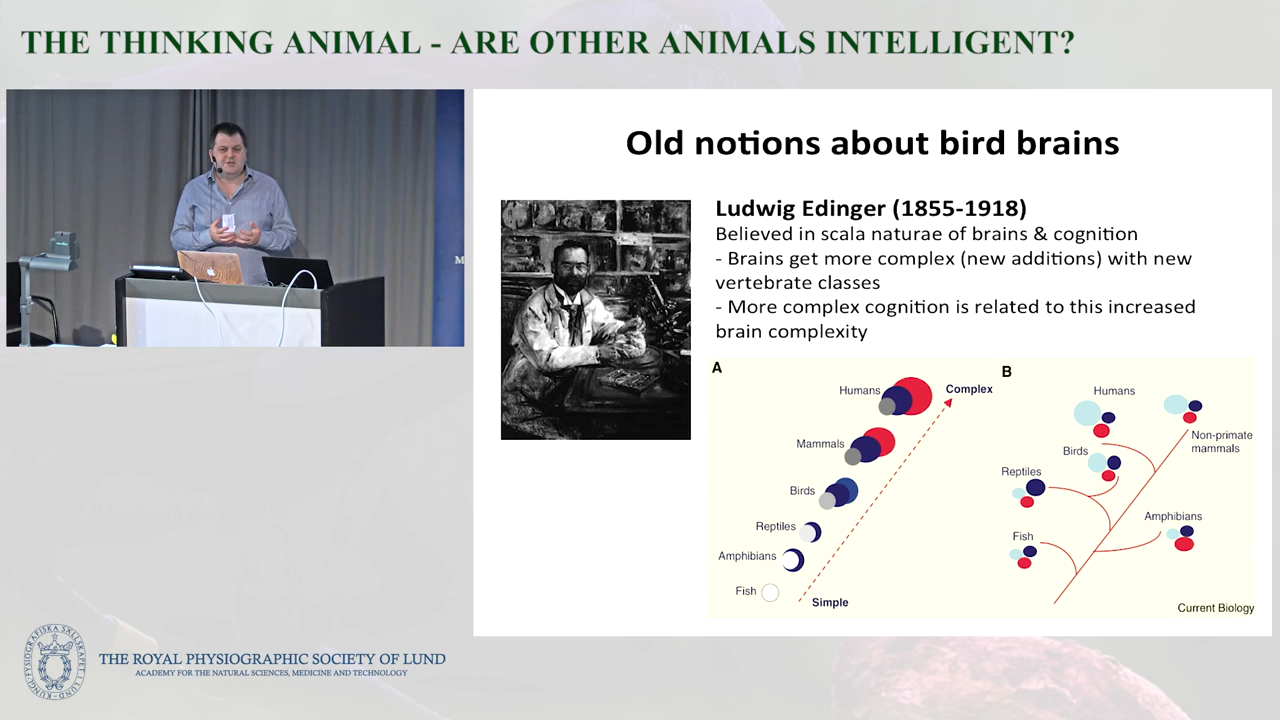 THE THINKING ANIMAL - ARE OTHER ANIMALS INTELLIGENT?
Old notions about bird brains
Ludwig Edinger (1855-1918)
Believed in scala naturae of brains & cognition
- Brains get more complex (new additions) with new
vertebrate classes
- More complex cognition is related to this increased
brain complexity
M
A
Humans
Complex
Mammals
Birds
Reptiles
Amphibians
Fish
Simple
B
Humans
Non-primate
mammals
Birds
Reptiles
Amphibians
Fish
Current Biology
THE ROYAL PHYSIOGRAPHIC SOCIETY OF LUND
ACADEMY FOR THE NATURAL SCIENCES, MEDICINE AND TECHNOLOGY